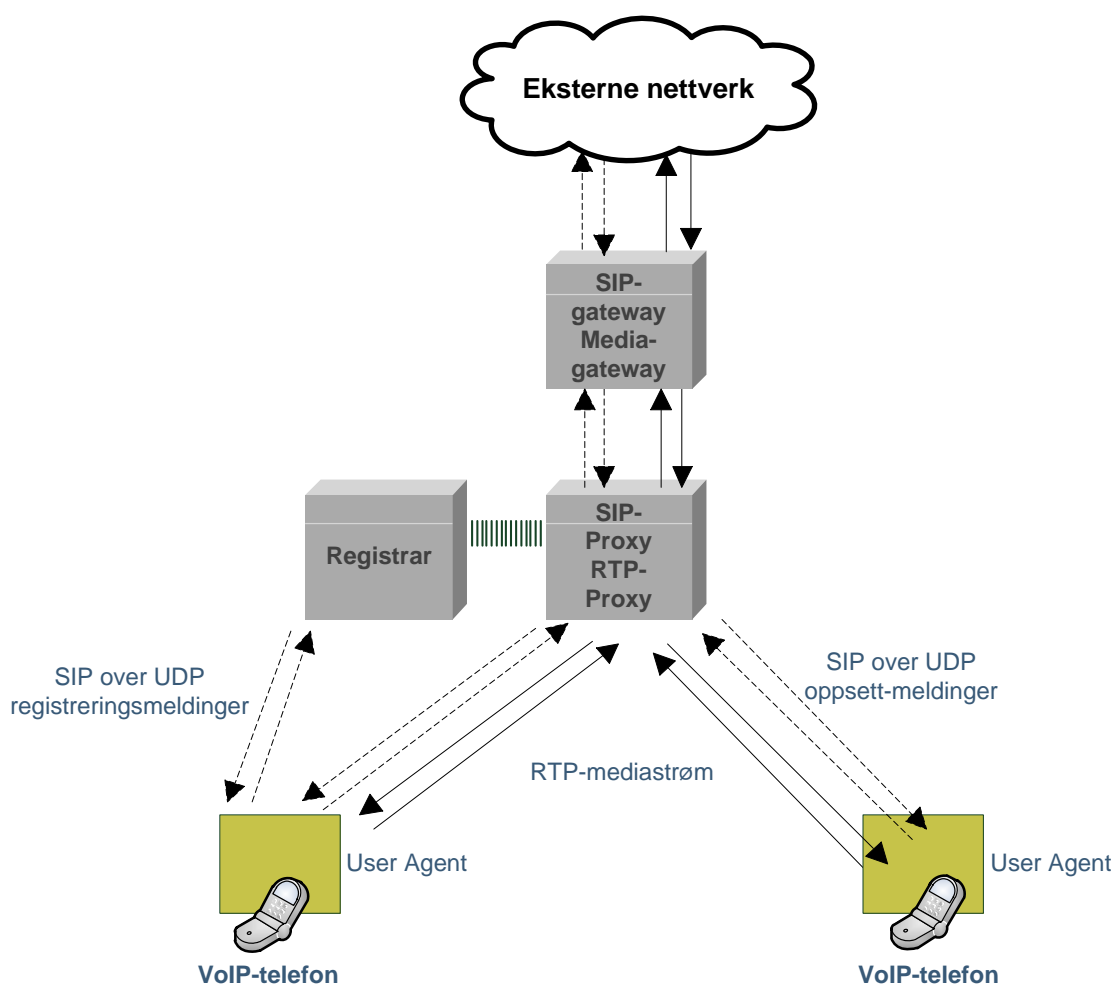 Eksterne nettverk
SIP-
gateway
Media-
gateway
Registrar
SIP-
Proxy
RTP-
Proxy
SIP over UDP
registreringsmeldinger
SIP over UDP
oppsett-meldinger
RTP-mediastrøm
User Agent
User Agent
VoIP-telefon
VoIP-telefon